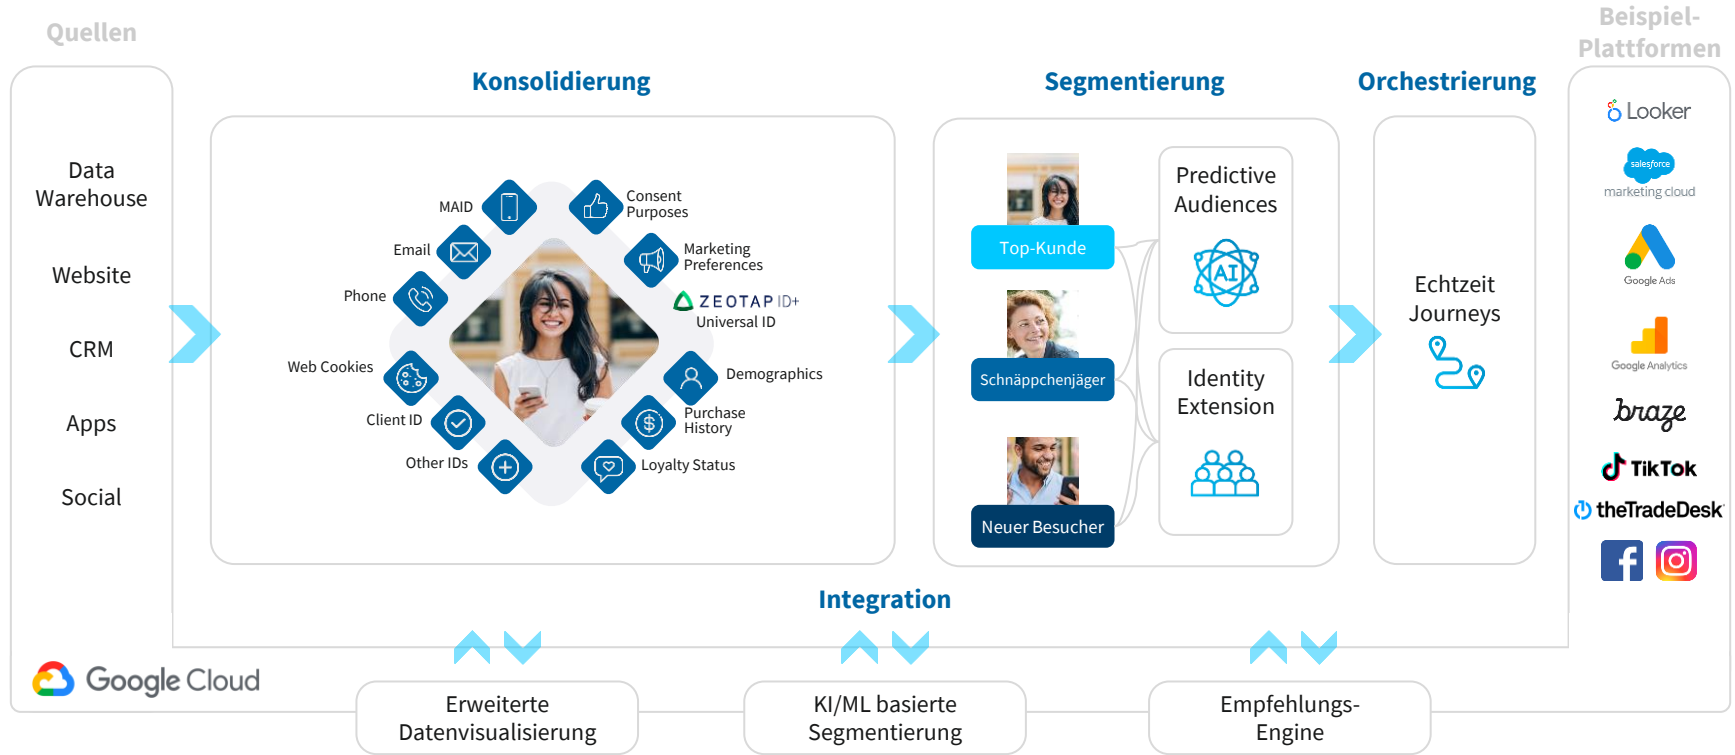 Quellen
Beispiel-
Plattformen
Konsolidierung
Segmentierung
Orchestrierung
Data
Warehouse
Website
CRM
Apps
Social
MAID
Email
Phone
Web Cookies
Client ID
Other IDs
Consent
Purposes
Marketing
Preferences
ZEOTAP ID+
Universal ID
Demographics
Purchase
History
Loyalty Status
Top-Kunde
Schnäppchenjäger
Neuer Besucher
Predictive
Audiences
AI
Identity
Extension
Echtzeit
Journeys
Looker
salesforce
marketing cloud
Google Ads
Google Analytics
braze
TikTok
theTradeDesk
Integration
Google Cloud
Erweiterte
Datenvisualisierung
KI/ML basierte
Segmentierung
Empfehlungs-
Engine